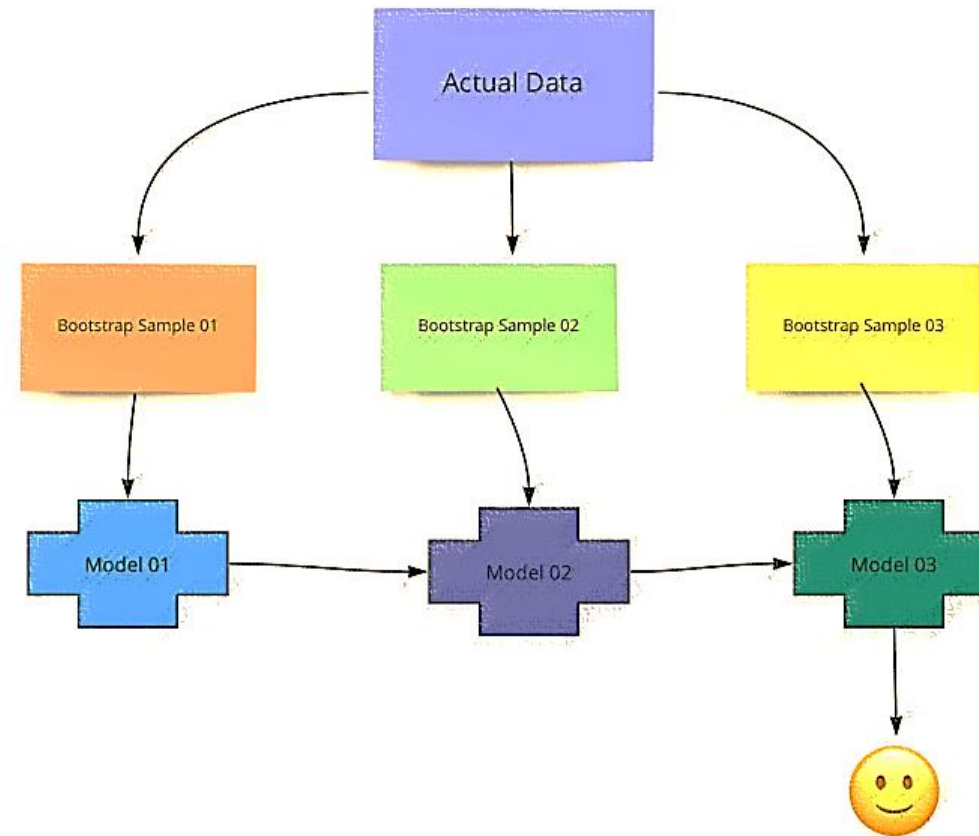 Actual Data
Bootstrap Sample 01
Bootstrap Sample 02
Bootstrap Sample 03
Model 01
Model 02
Model 03